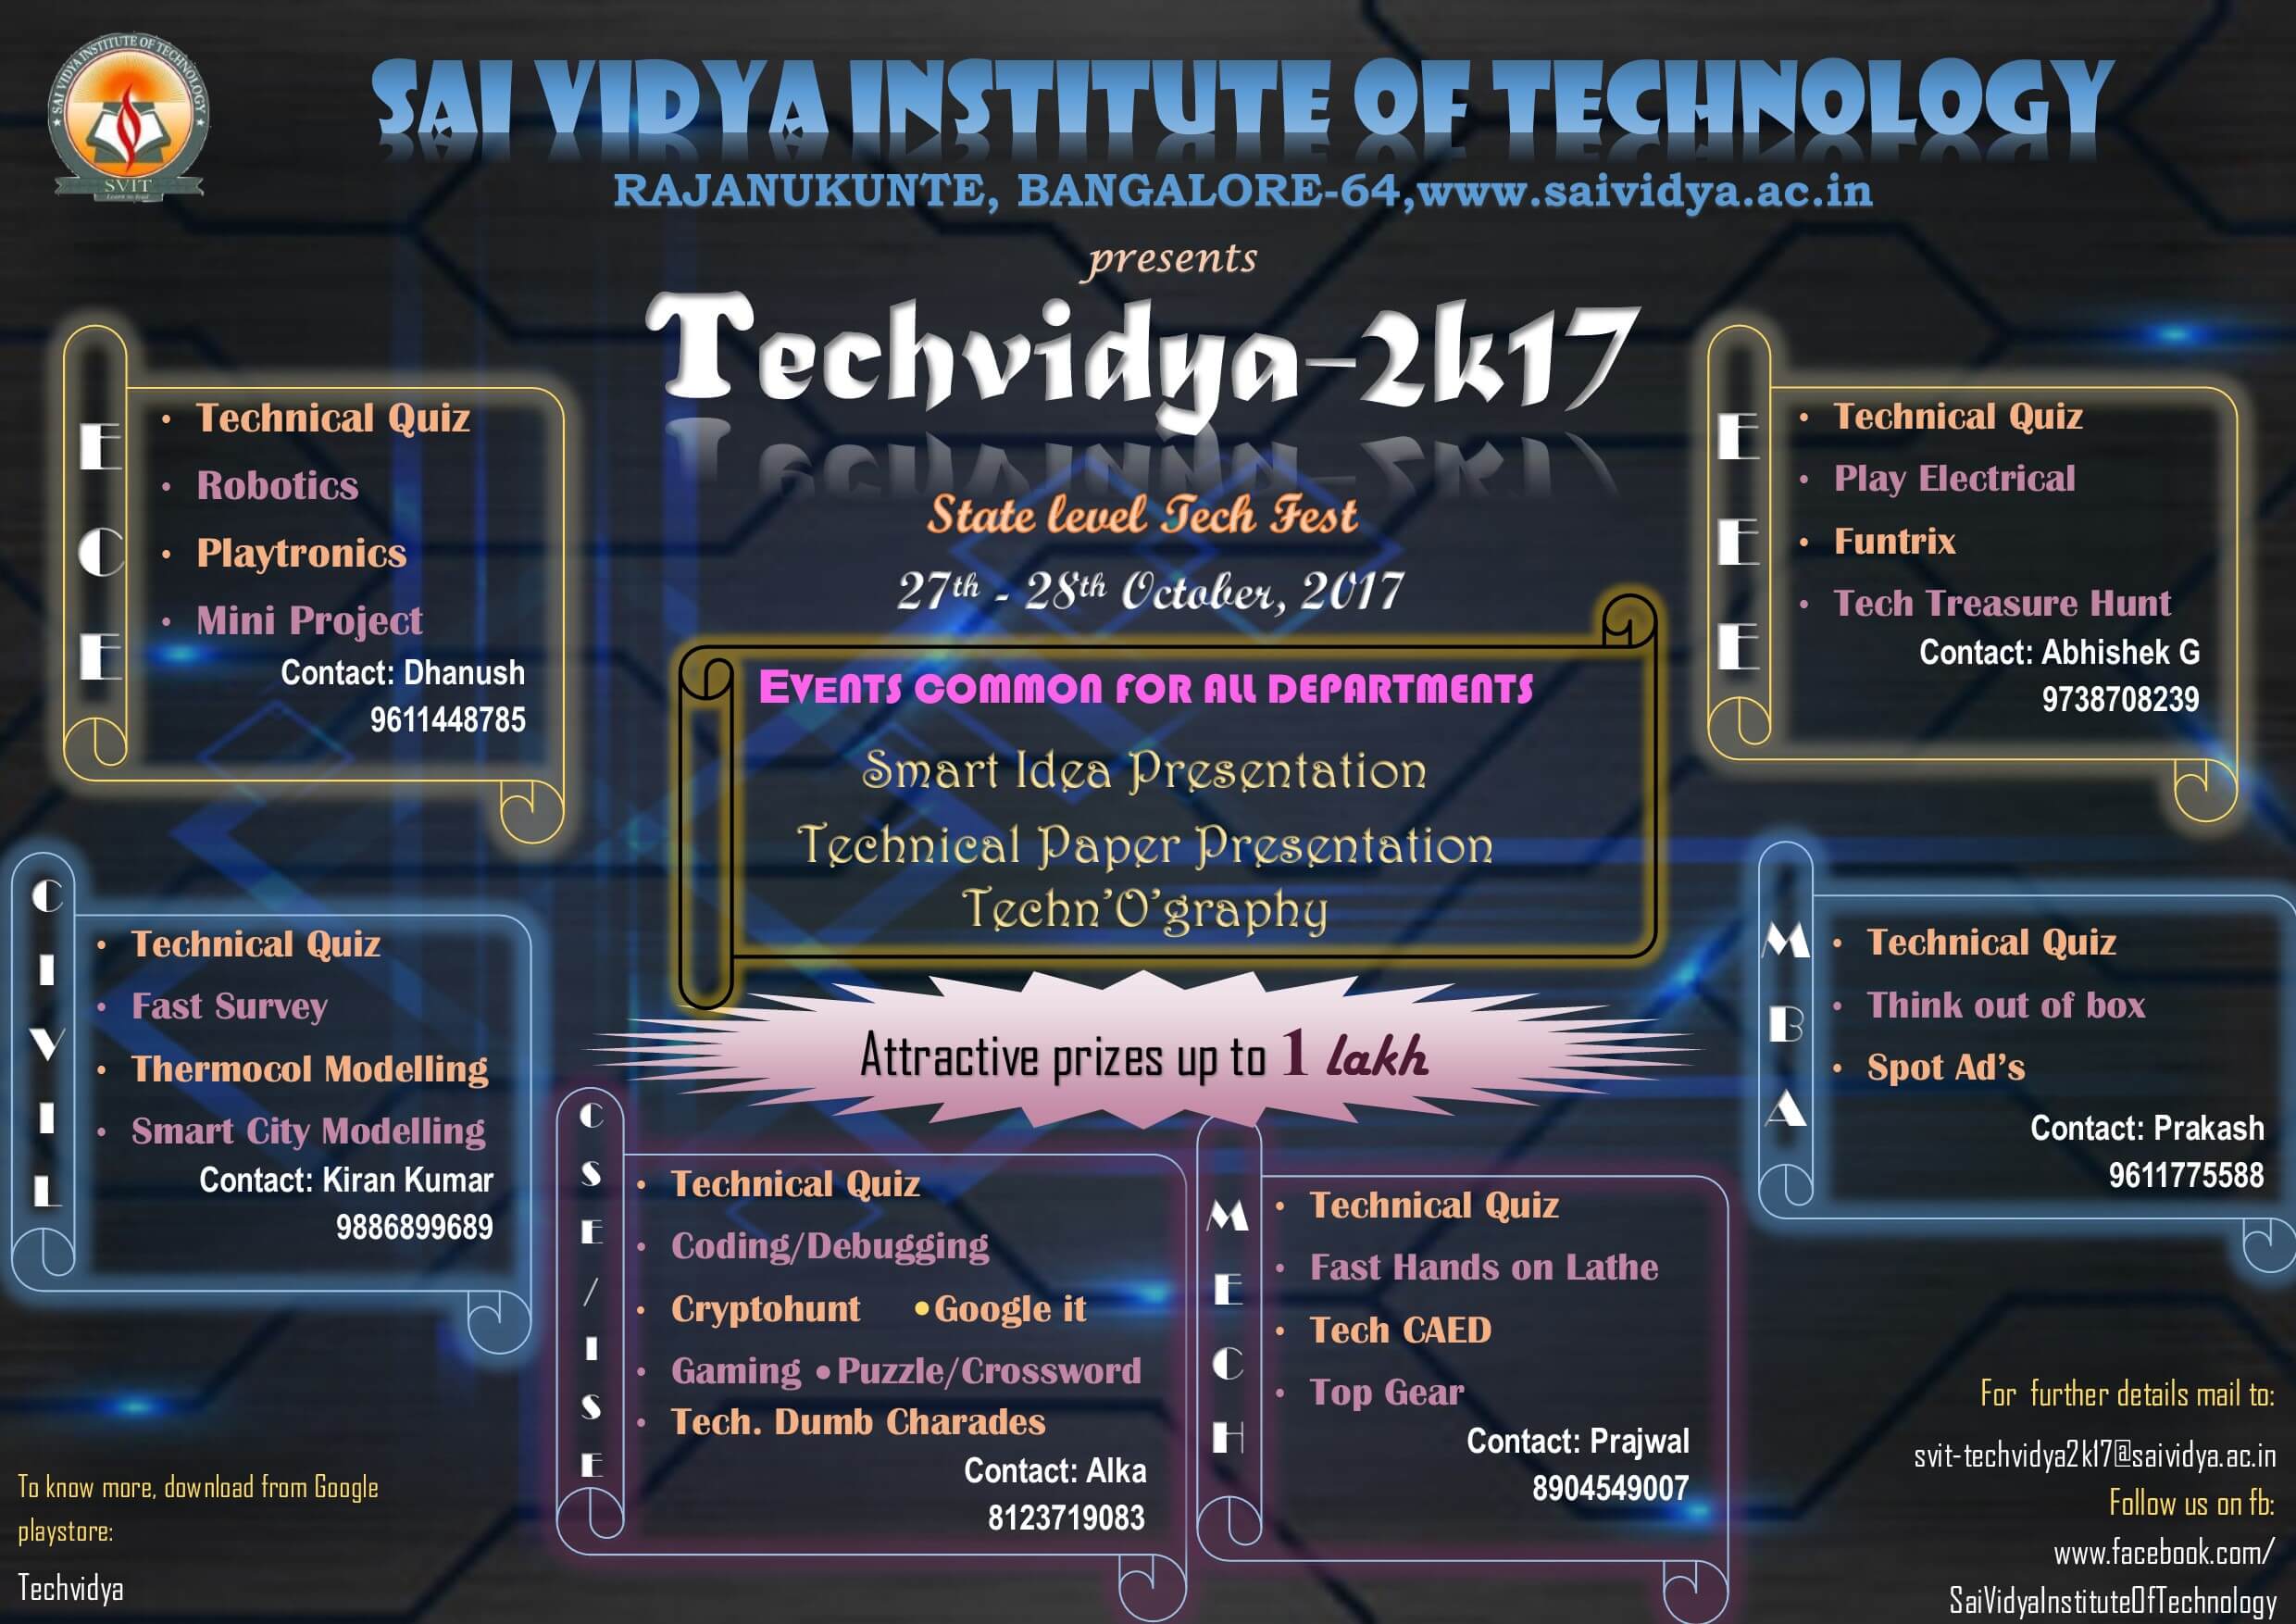 SAI VIDYA INSTITUTE OF TECHNOLOGY
SVIT
SAI VIDYA INSTITUTE OF TECHNOLOGY
RAJANUKUNTE, BANGALORE-64,www.saividya.ac.in
presents
Techvidya-2k17
State level Tech Fest
27th - 28th October, 2017
ECE
• Technical Quiz
• Robotics
• Playtronics
• Mini Project
Contact: Dhanush
9611448785
EVENTS COMMON FOR ALL DEPARTMENTS
Smart Idea Presentation
Technical Paper Presentation
Techn'O'graphy
EEE
• Technical Quiz
• Play Electrical
• Funtrix
• Tech Treasure Hunt
Contact: Abhishek G
9738708239
CIVIL
• Technical Quiz
• Fast Survey
• Thermocol Modelling
• Smart City Modelling
Contact: Kiran Kumar
9886899689
Attractive prizes up to 1 lakh
MBA
• Technical Quiz
• Think out of box
• Spot Ad's
Contact: Prakash
9611775588
CSE/ISE
• Technical Quiz
• Coding/Debugging
• Cryptohunt •Google it
• Gaming •Puzzle/Crossword
• Tech. Dumb Charades
Contact: Alka
8123719083
MECH
• Technical Quiz
• Fast Hands on Lathe
• Tech CAED
• Top Gear
Contact: Prajwal
8904549007
To know more, download from Google
playstore:
Techvidya
For further details mail to:
svit-techvidya2k17@saividya.ac.in
Follow us on fb:
www.facebook.com/
SaiVidyaInstituteOfTechnology